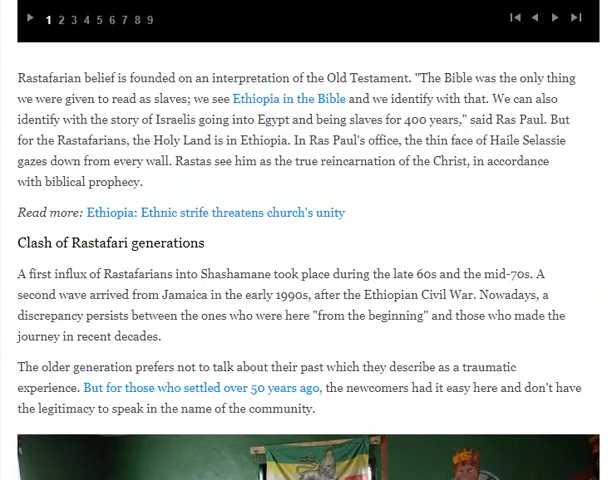 1 2 3 4 5 6 7 8 9
Rastafarian belief is founded on an interpretation of the Old Testament. "The Bible was the only thing
we were given to read as slaves; we see Ethiopia in the Bible and we identify with that. We can also
identify with the story of Israelis going into Egypt and being slaves for 400 years," said Ras Paul. But
for the Rastafarians, the Holy Land is in Ethiopia. In Ras Paul's office, the thin face of Haile Selassie
gazes down from every wall. Rastas see him as the true reincarnation of the Christ, in accordance
with biblical prophecy.
Read more: Ethiopia: Ethnic strife threatens church's unity
Clash of Rastafari generations
A first influx of Rastafarians into Shashamane took place during the late 60s and the mid-70s. A
second wave arrived from Jamaica in the early 1990s, after the Ethiopian Civil War. Nowadays, a
discrepancy persists between the ones who were here "from the beginning" and those who made the
journey in recent decades.
The older generation prefers not to talk about their past which they describe as a traumatic
experience. But for those who settled over 50 years ago, the newcomers had it easy here and don't have
the legitimacy to speak in the name of the community.